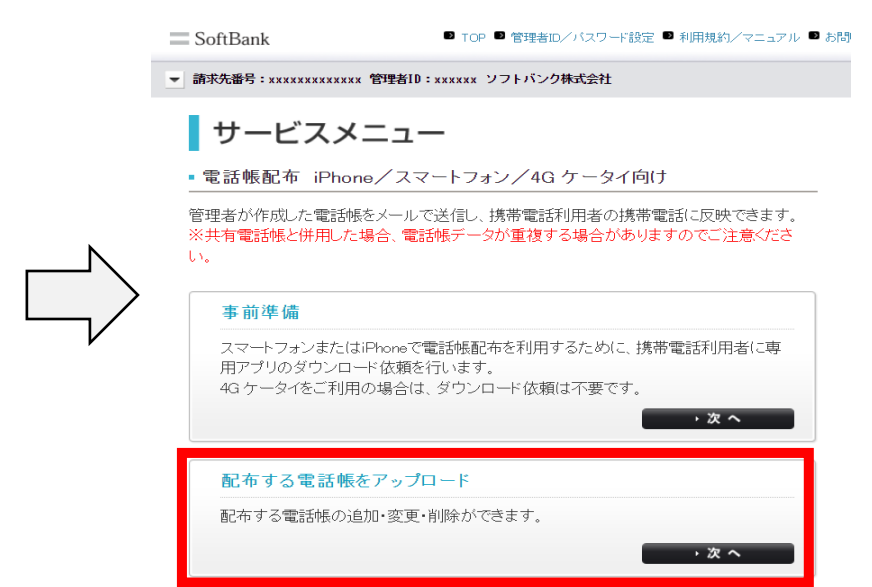 SoftBank
TOP 管理者ID／パスワード設定 利用規約／マニュアル お問
請求先番号：xxxxxxxxxxxxx 管理者ID：xxxxxx ソフトバンク株式会社
サービスメニュー
電話帳配布 iPhone／スマートフォン／4G ケータイ向け
管理者が作成した電話帳をメールで送信し、携帯電話利用者の携帯電話に反映できます。
※共有電話帳と併用した場合、電話帳データが重複する場合がありますのでご注意くださ
い。
事前準備
スマートフォンまたはiPhoneで電話帳配布を利用するために、携帯電話利用者に専
用アプリのダウンロード依頼を行います。
4G ケータイをご利用の場合は、ダウンロード依頼は不要です。
次へ
配布する電話帳をアップロード
配布する電話帳の追加・変更・削除ができます。
次へ